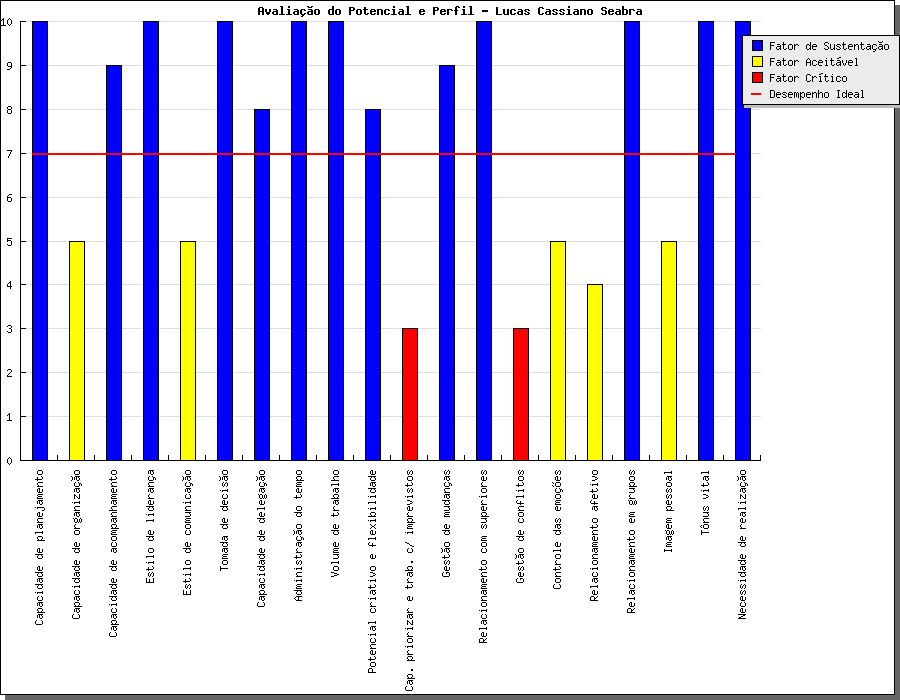 Avaliação do Potencial e Perfil - Lucas Cassiano Seabra
10
9
8
7
6
5
4
3
2
1
0
Fator de Sustentação
Fator Aceitável
Fator Crítico
Desempenho Ideal
Capacidade de planejamento
Capacidade de organização
Capacidade de acompanhamento
Estilo de liderança
Estilo de comunicação
Tomada de decisão
Capacidade de delegação
Administração do tempo
Volume de trabalho
Potencial criativo e flexibilidade
Cap. priorizar e trab. c/ imprevistos
Gestão de mudanças
Relacionamento com superiores
Gestão de conflitos
Controle das emoções
Relacionamento afetivo
Relacionamento em grupos
Imagem pessoal
Tônus vital
Necessidade de realização